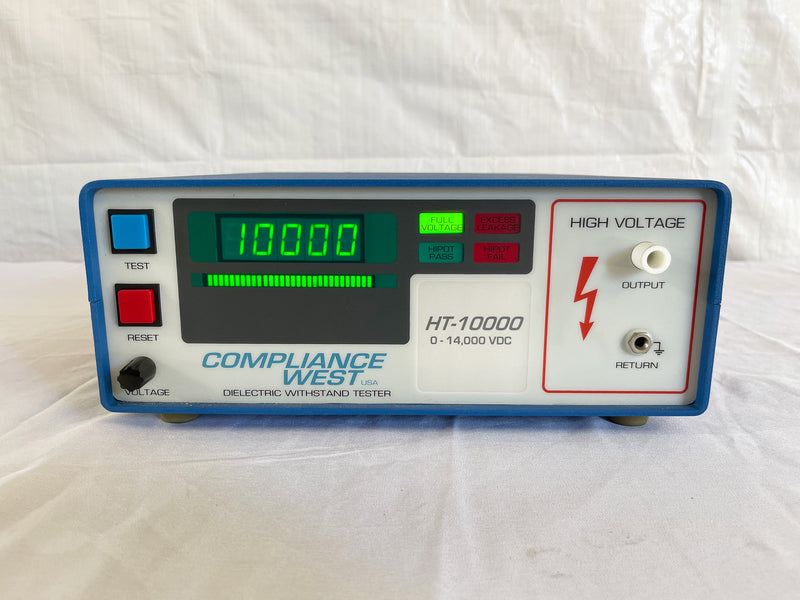 10000
FULL
VOLTAGE
EXCESS
LEAKAGE
HIPOT
PASS
HIPOT
FAIL
TEST
RESET
VOLTAGE
COMPLIANCE
WEST USA
DIELECTRIC WITHSTAND TESTER
HT-10000
0 - 14,000 VDC
HIGH VOLTAGE
OUTPUT
RETURN